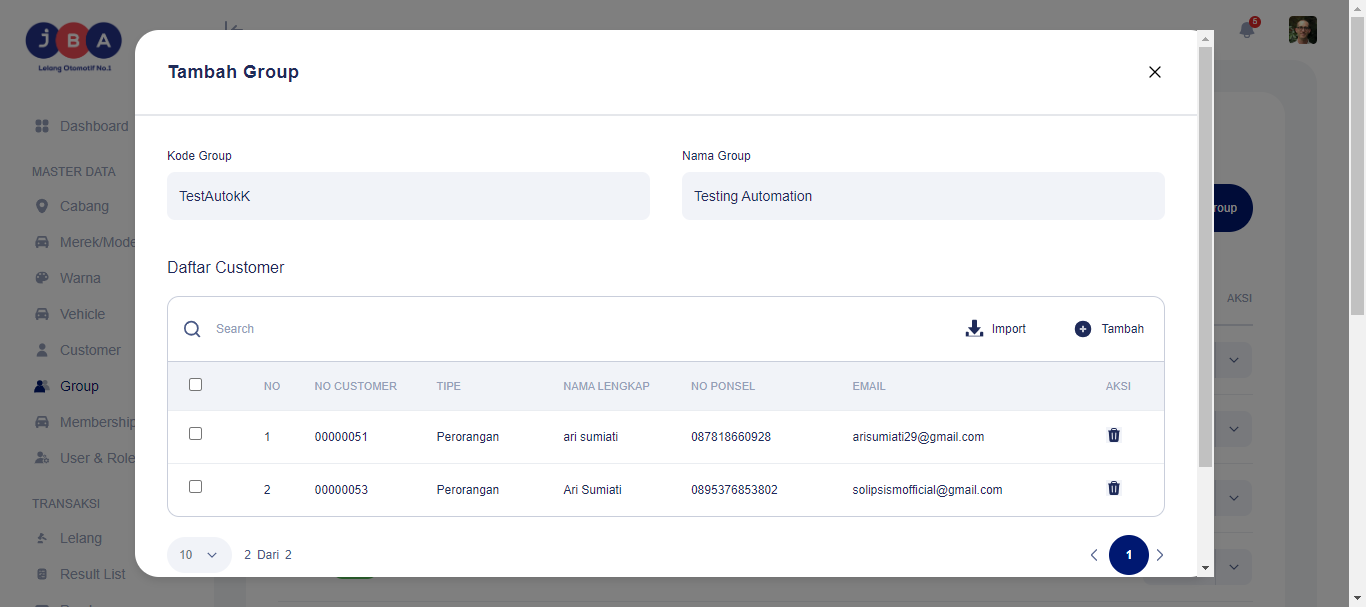 JBA
Lelang Otomotif No.1
5
Tambah Group
Dashboard
MASTER DATA
Cabang
Merek/Mode
Warna
Vehicle
Customer
Group
Membership
User & Role
TRANSAKSI
Lelang
Result List
Kode Group
Nama Group
TestAutokK
Testing Automation
roup
Daftar Customer
AKSI
Search
Import
Tambah
NO NO CUSTOMER TIPE NAMA LENGKAP NO PONSEL EMAIL AKSI
1 00000051 Perorangan ari sumiati 087818660928 arisumiati29@gmail.com
2 00000053 Perorangan Ari Sumiati 0895376853802 solipsismofficial@gmail.com
10 2 Dari 2 1